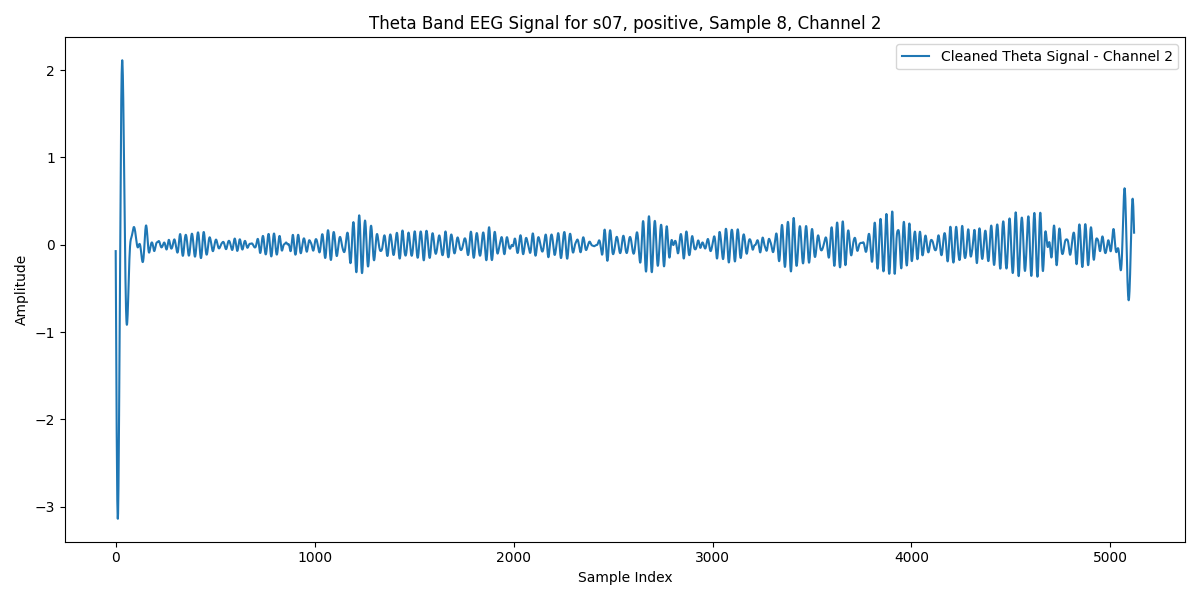 Theta Band EEG Signal for s07, positive, Sample 8, Channel 2
Cleaned Theta Signal - Channel 2
Amplitude
2
1
0
−1
−2
−3
0 1000 2000 3000 4000 5000
Sample Index